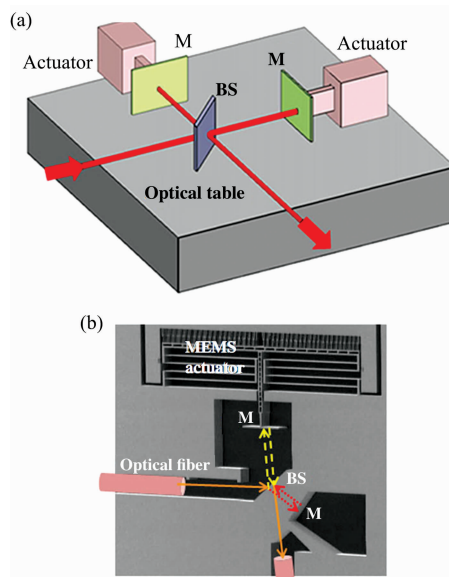 (a)
M
Actuator
Actuator
M
BS
Optical table
(b)
MEMS
actuator
M
Optical fiber
BS
M